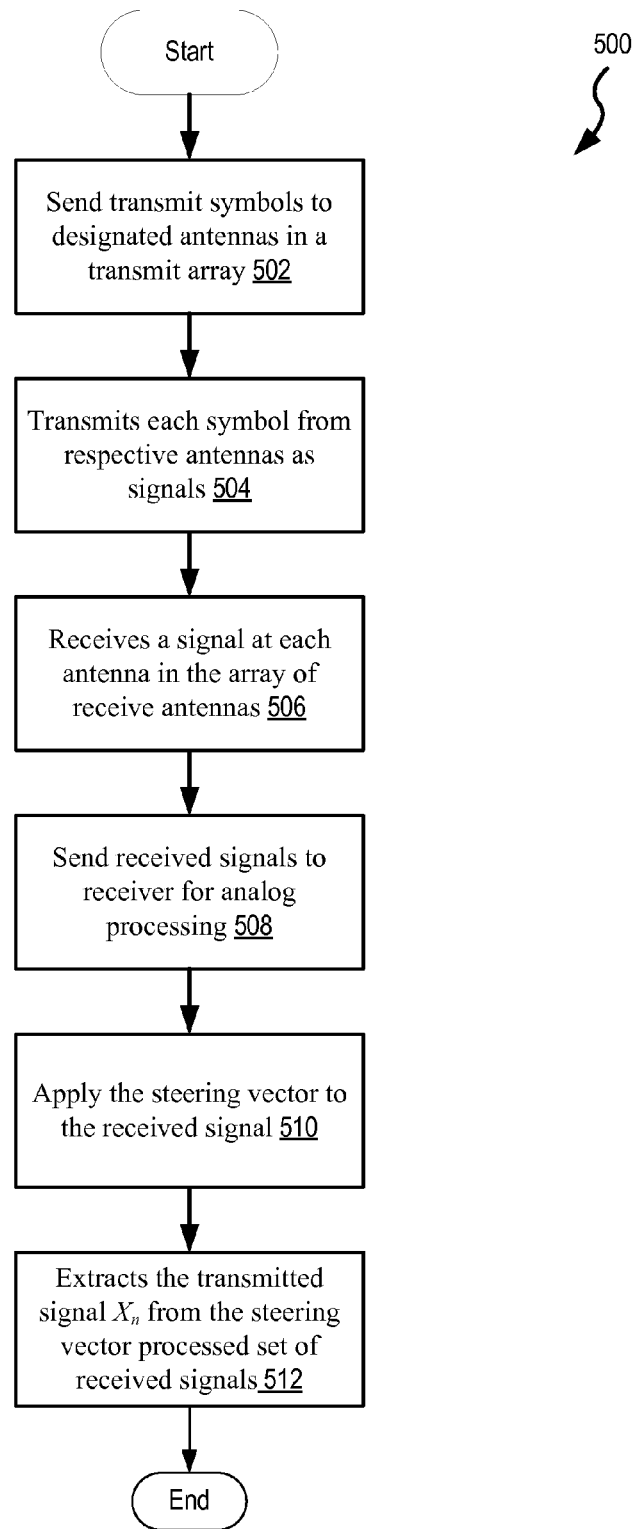 Start
500
Send transmit symbols to
designated antennas in a
transmit array 502
Transmits each symbol from
respective antennas as
signals 504
Receives a signal at each
antenna in the array of
receive antennas 506
Send received signals to
receiver for analog
processing 508
Apply the steering vector to
the received signal 510
Extracts the transmitted
signal Xn from the steering
vector processed set of
received signals 512
End